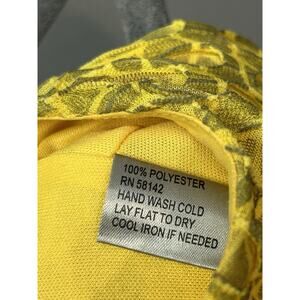 100% POLYESTER
RN 58142
HAND WASH COLD
LAY FLAT TO DRY
COOL IRON IF NEEDED